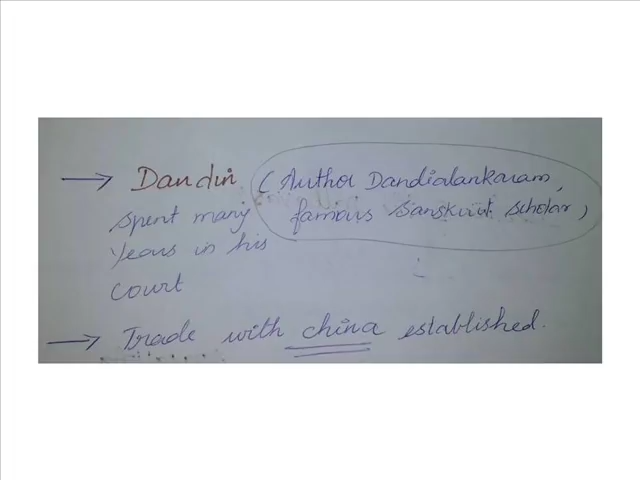 → Dandin (Author Dandialankaram,
spent many famous Sanskrit scholar)
years in his
court
→ Trade with china established.